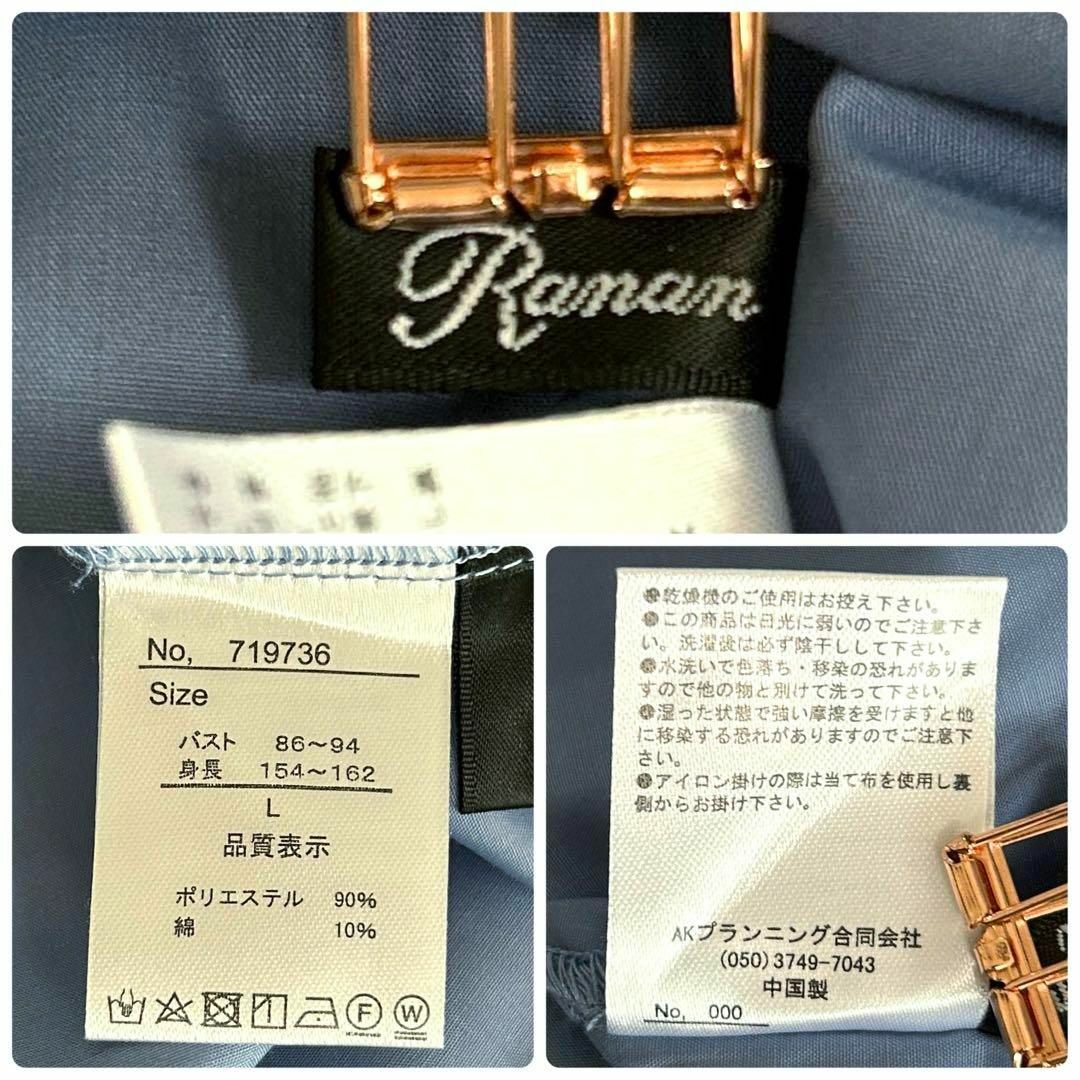 Ranan
No, 719736
Size
バスト 86～94
身長 154～162
L
品質表示
ポリエステル 90%
綿 10%
F W
●乾燥機のご使用はお控え下さい。
●この商品は日光に弱いのでご注意下さ
い。洗濯後は必ず陰干しして下さい。
●水洗いで色落ち・移染の恐れがありま
すので他の物と別けて洗って下さい。
●湿った状態で強い摩擦を受けますと他
に移染する恐れがありますのでご注意下
さい。
●アイロン掛けの際は当て布を使用し裏
側からお掛け下さい。
AKプランニング合同会社
(050)3749-7043
中国製
No, 000